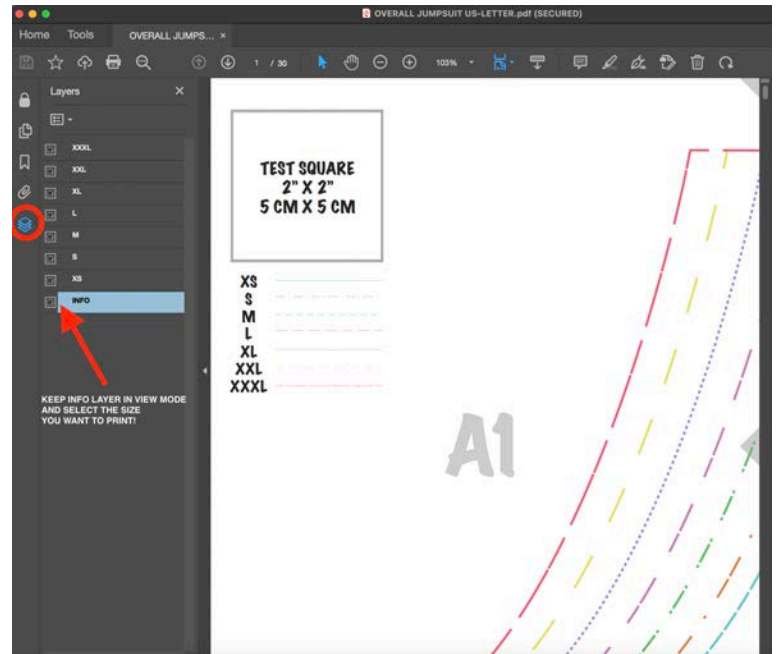 OVERALL JUMPSUIT US-LETTER.pdf (SECURED)
Home Tools OVERALL JUMPS... ×
1 / 30 103%
Layers ×
XXXL
XXL
XL
L
M
S
XS
INFO
KEEP INFO LAYER IN VIEW MODE
AND SELECT THE SIZE
YOU WANT TO PRINT!
TEST SQUARE
2" X 2"
5 CM X 5 CM
XS
S
M
L
XL
XXL
XXXL
A1